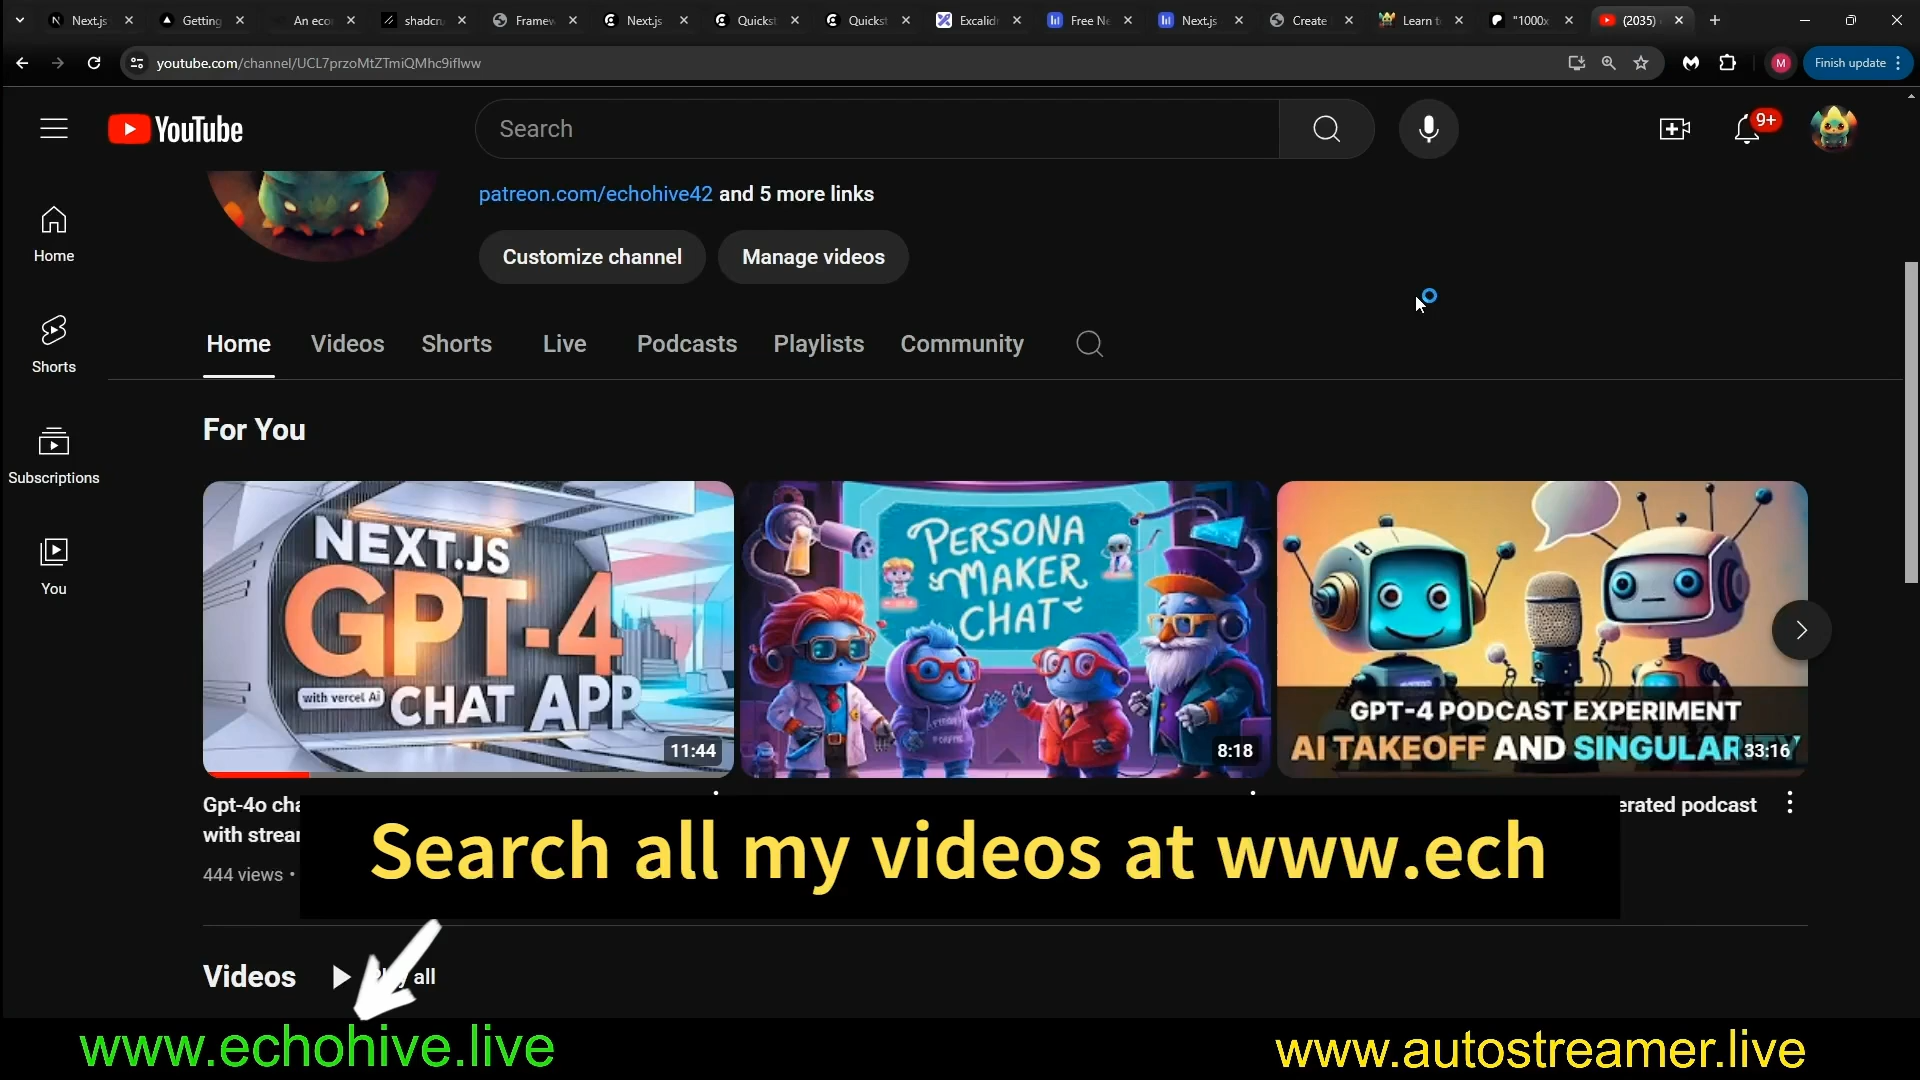 Next.js
Getting
An eco
shadcn
Framew
Next.js
Quickst
Quickst
Excalidr
Free Ne
Next.js
Create
Learn t
"1000x
(2035)
youtube.com/channel/UCL7przoMtZTmiQMhc9iflww
M
Finish update
YouTube
Search
9+
patreon.com/echohive42 and 5 more links
Customize channel
Manage videos
Home
Shorts
Subscriptions
You
Home
Videos
Shorts
Live
Podcasts
Playlists
Community
For You
NEXT.JS
GPT-4
with vercel Ai
CHAT APP
11:44
PERSONA
MAKER
CHAT
8:18
GPT-4 PODCAST EXPERIMENT
AI TAKEOFF AND SINGULARITY
33:16
Gpt-4o cha
with strear
444 views •
erated podcast
Search all my videos at www.ech
Videos
all
www.echohive.live
www.autostreamer.live